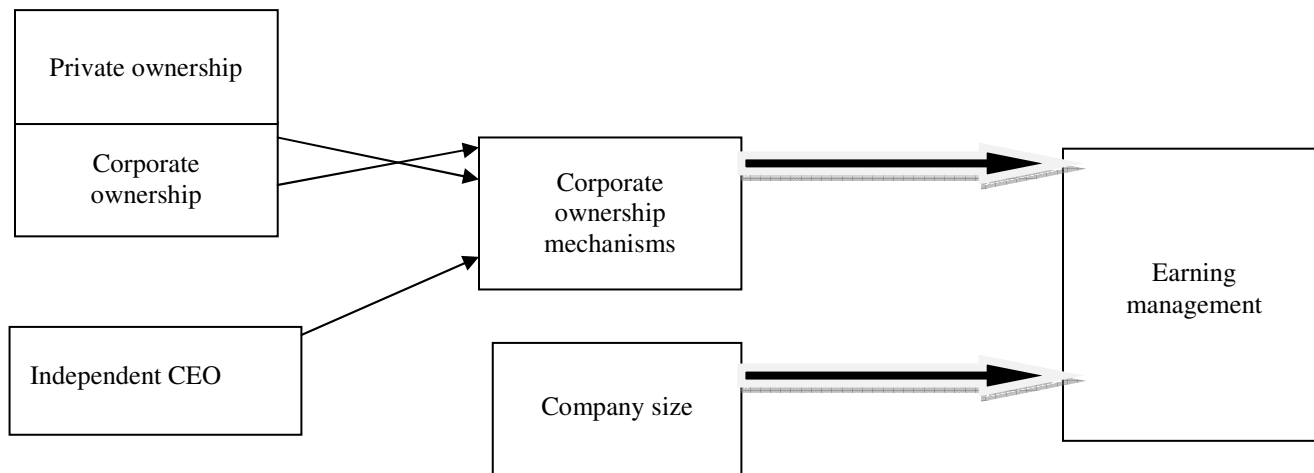 Private ownership
Corporate
ownership
Corporate
ownership
mechanisms
Earning
management
Independent CEO
Company size